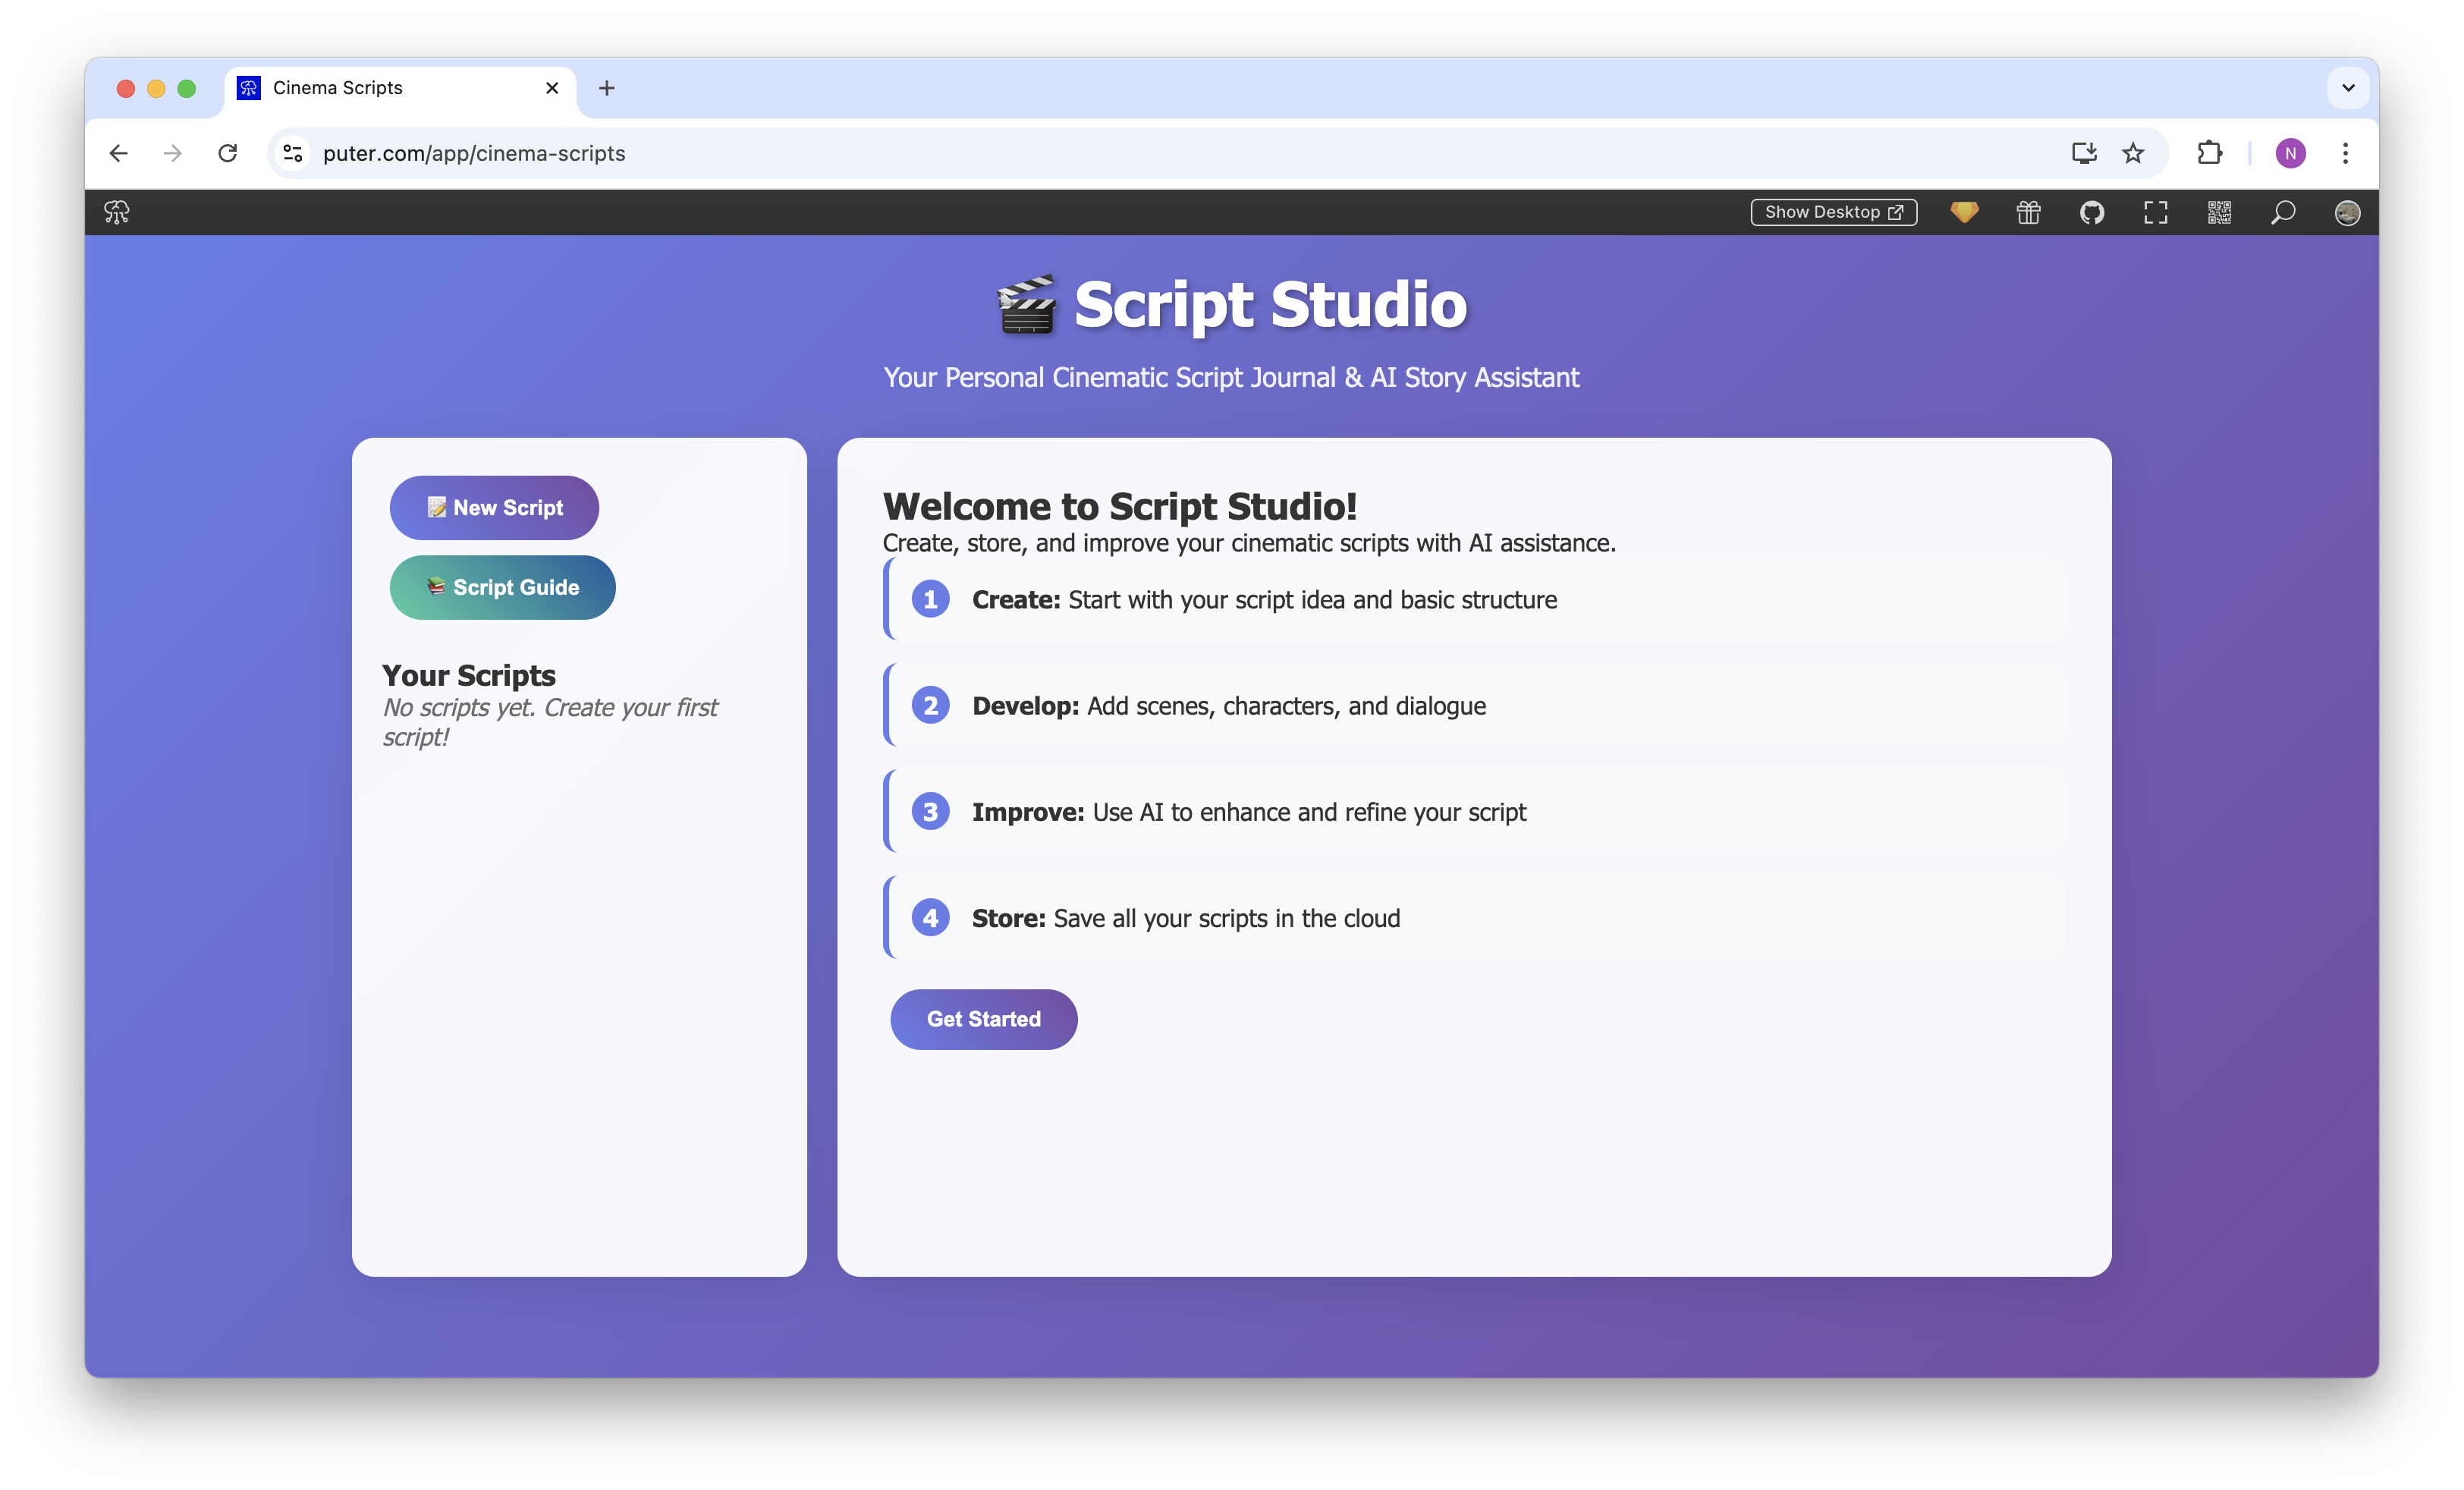 Cinema Scripts
puter.com/app/cinema-scripts
N
Show Desktop
Script Studio
Your Personal Cinematic Script Journal & AI Story Assistant
New Script
Script Guide
Your Scripts
No scripts yet. Create your first
script!
Welcome to Script Studio!
Create, store, and improve your cinematic scripts with AI assistance.
1 Create: Start with your script idea and basic structure
2 Develop: Add scenes, characters, and dialogue
3 Improve: Use AI to enhance and refine your script
4 Store: Save all your scripts in the cloud
Get Started